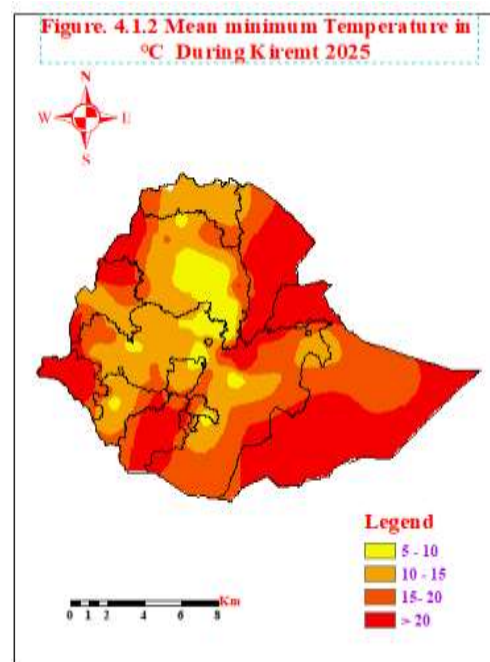 Figure. 4.1.2 Mean minimum Temperature in
°C During Kiremt 2025
N
W E
S
Legend
5 - 10
10 - 15
15- 20
> 20
Km
0 1 2 4 6 8